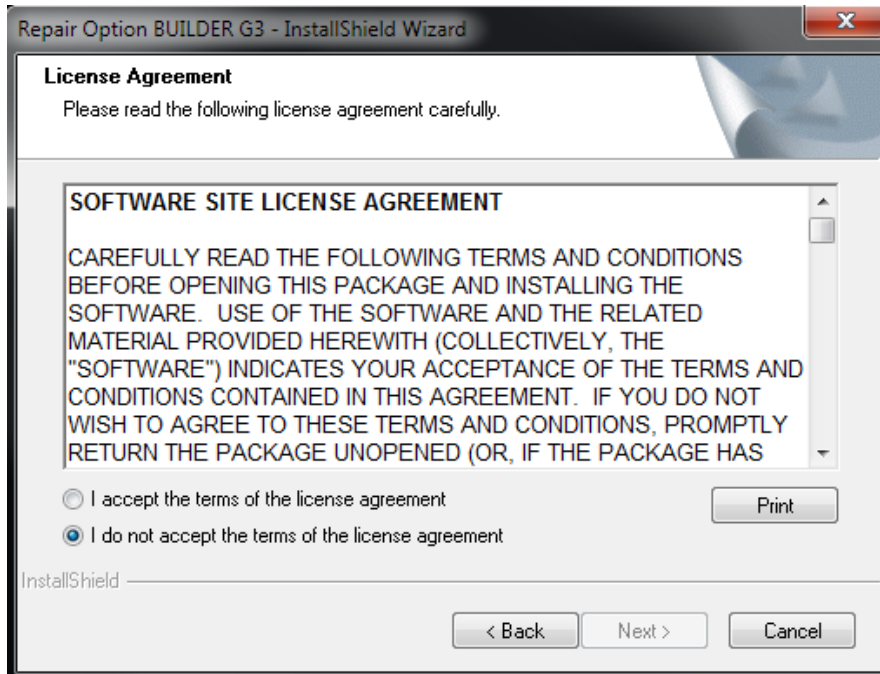 Repair Option BUILDER G3 - InstallShield Wizard
License Agreement
Please read the following license agreement carefully.
SOFTWARE SITE LICENSE AGREEMENT
CAREFULLY READ THE FOLLOWING TERMS AND CONDITIONS
BEFORE OPENING THIS PACKAGE AND INSTALLING THE
SOFTWARE.  USE OF THE SOFTWARE AND THE RELATED
MATERIAL PROVIDED HEREWITH (COLLECTIVELY, THE
"SOFTWARE") INDICATES YOUR ACCEPTANCE OF THE TERMS AND
CONDITIONS CONTAINED IN THIS AGREEMENT.  IF YOU DO NOT
WISH TO AGREE TO THESE TERMS AND CONDITIONS, PROMPTLY
RETURN THE PACKAGE UNOPENED (OR, IF THE PACKAGE HAS
I accept the terms of the license agreement
Print
I do not accept the terms of the license agreement
InstallShield
< Back
Next >
Cancel